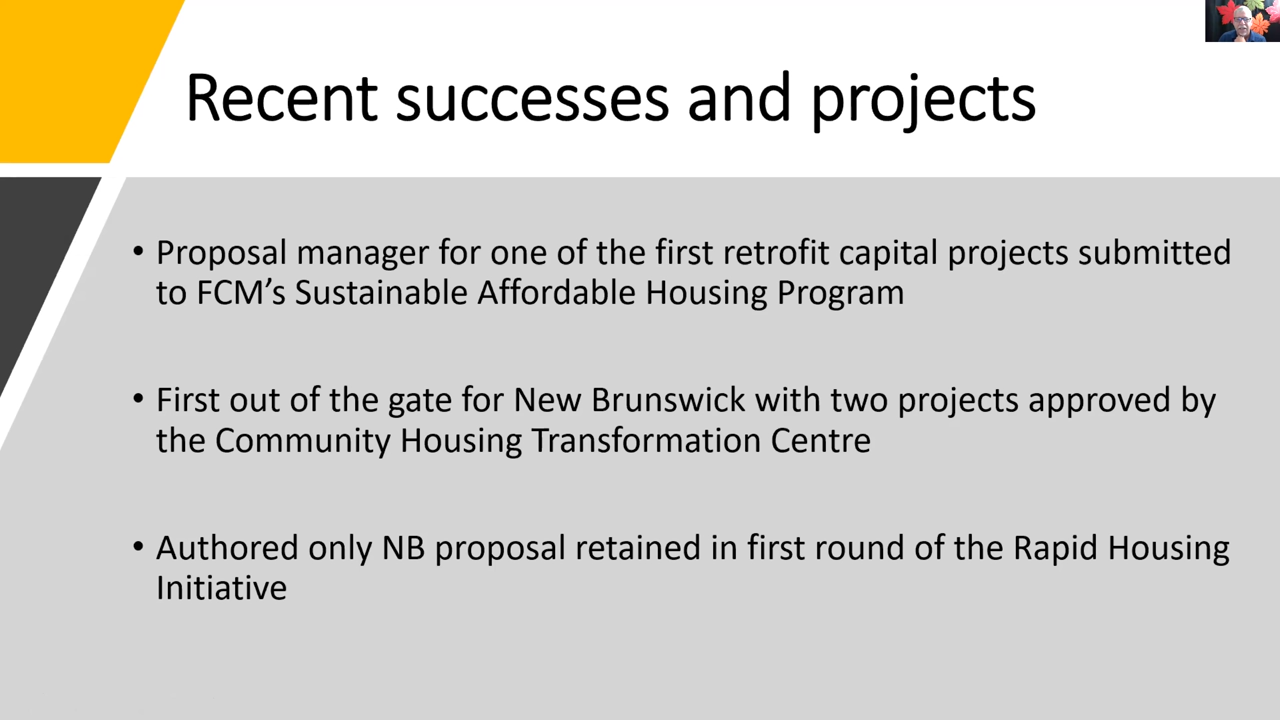 Recent successes and projects
• Proposal manager for one of the first retrofit capital projects submitted
to FCM’s Sustainable Affordable Housing Program
• First out of the gate for New Brunswick with two projects approved by
the Community Housing Transformation Centre
• Authored only NB proposal retained in first round of the Rapid Housing
Initiative